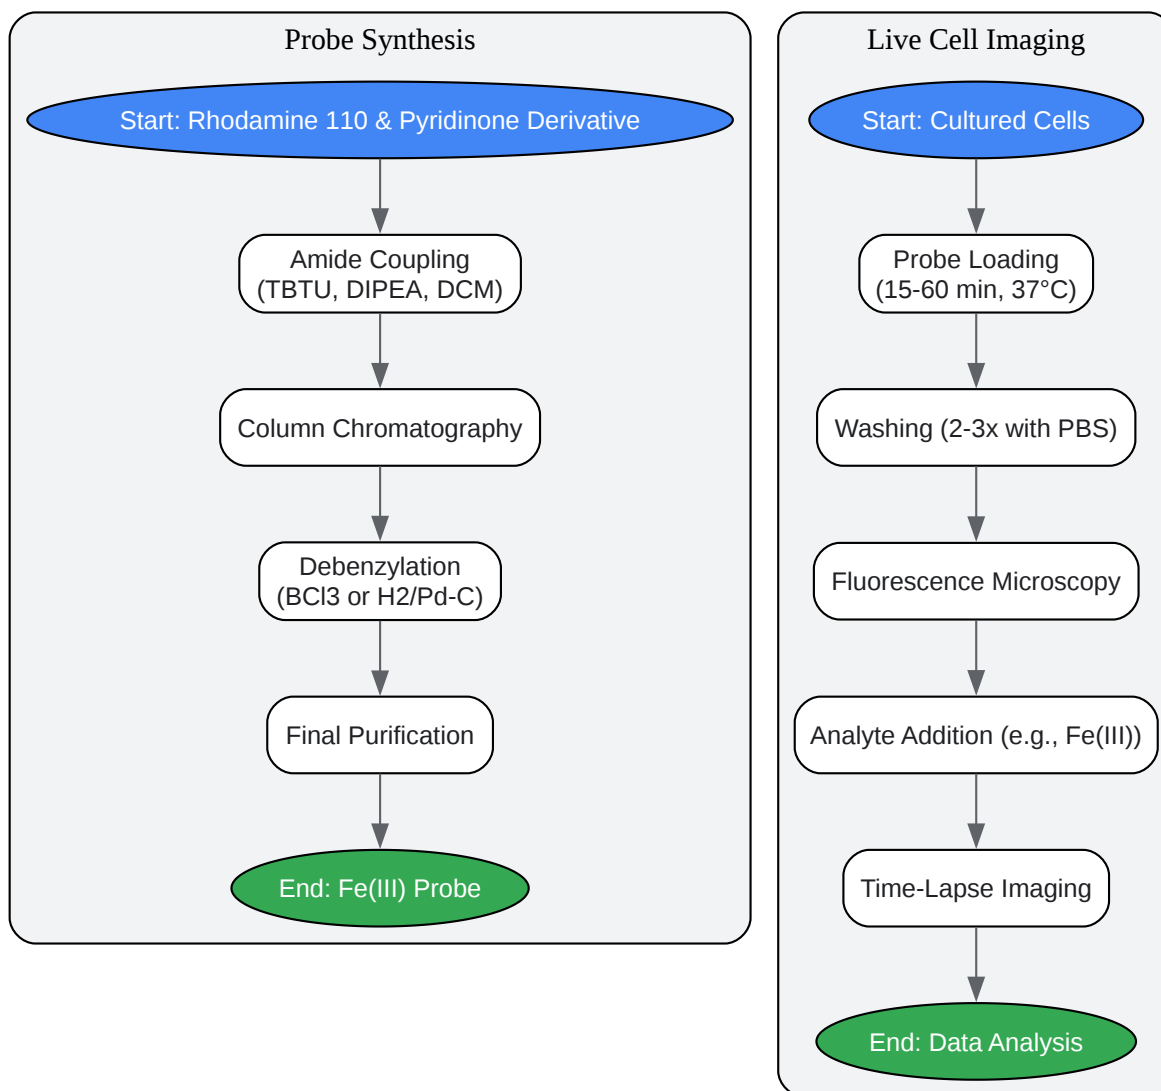 Probe Synthesis
Start: Rhodamine 110 & Pyridinone Derivative
Amide Coupling
(TBTU, DIPEA, DCM)
Column Chromatography
Debenzylation
(BCl3 or H2/Pd-C)
Final Purification
End: Fe(III) Probe
Live Cell Imaging
Start: Cultured Cells
Probe Loading
(15-60 min, 37°C)
Washing (2-3x with PBS)
Fluorescence Microscopy
Analyte Addition (e.g., Fe(III))
Time-Lapse Imaging
End: Data Analysis